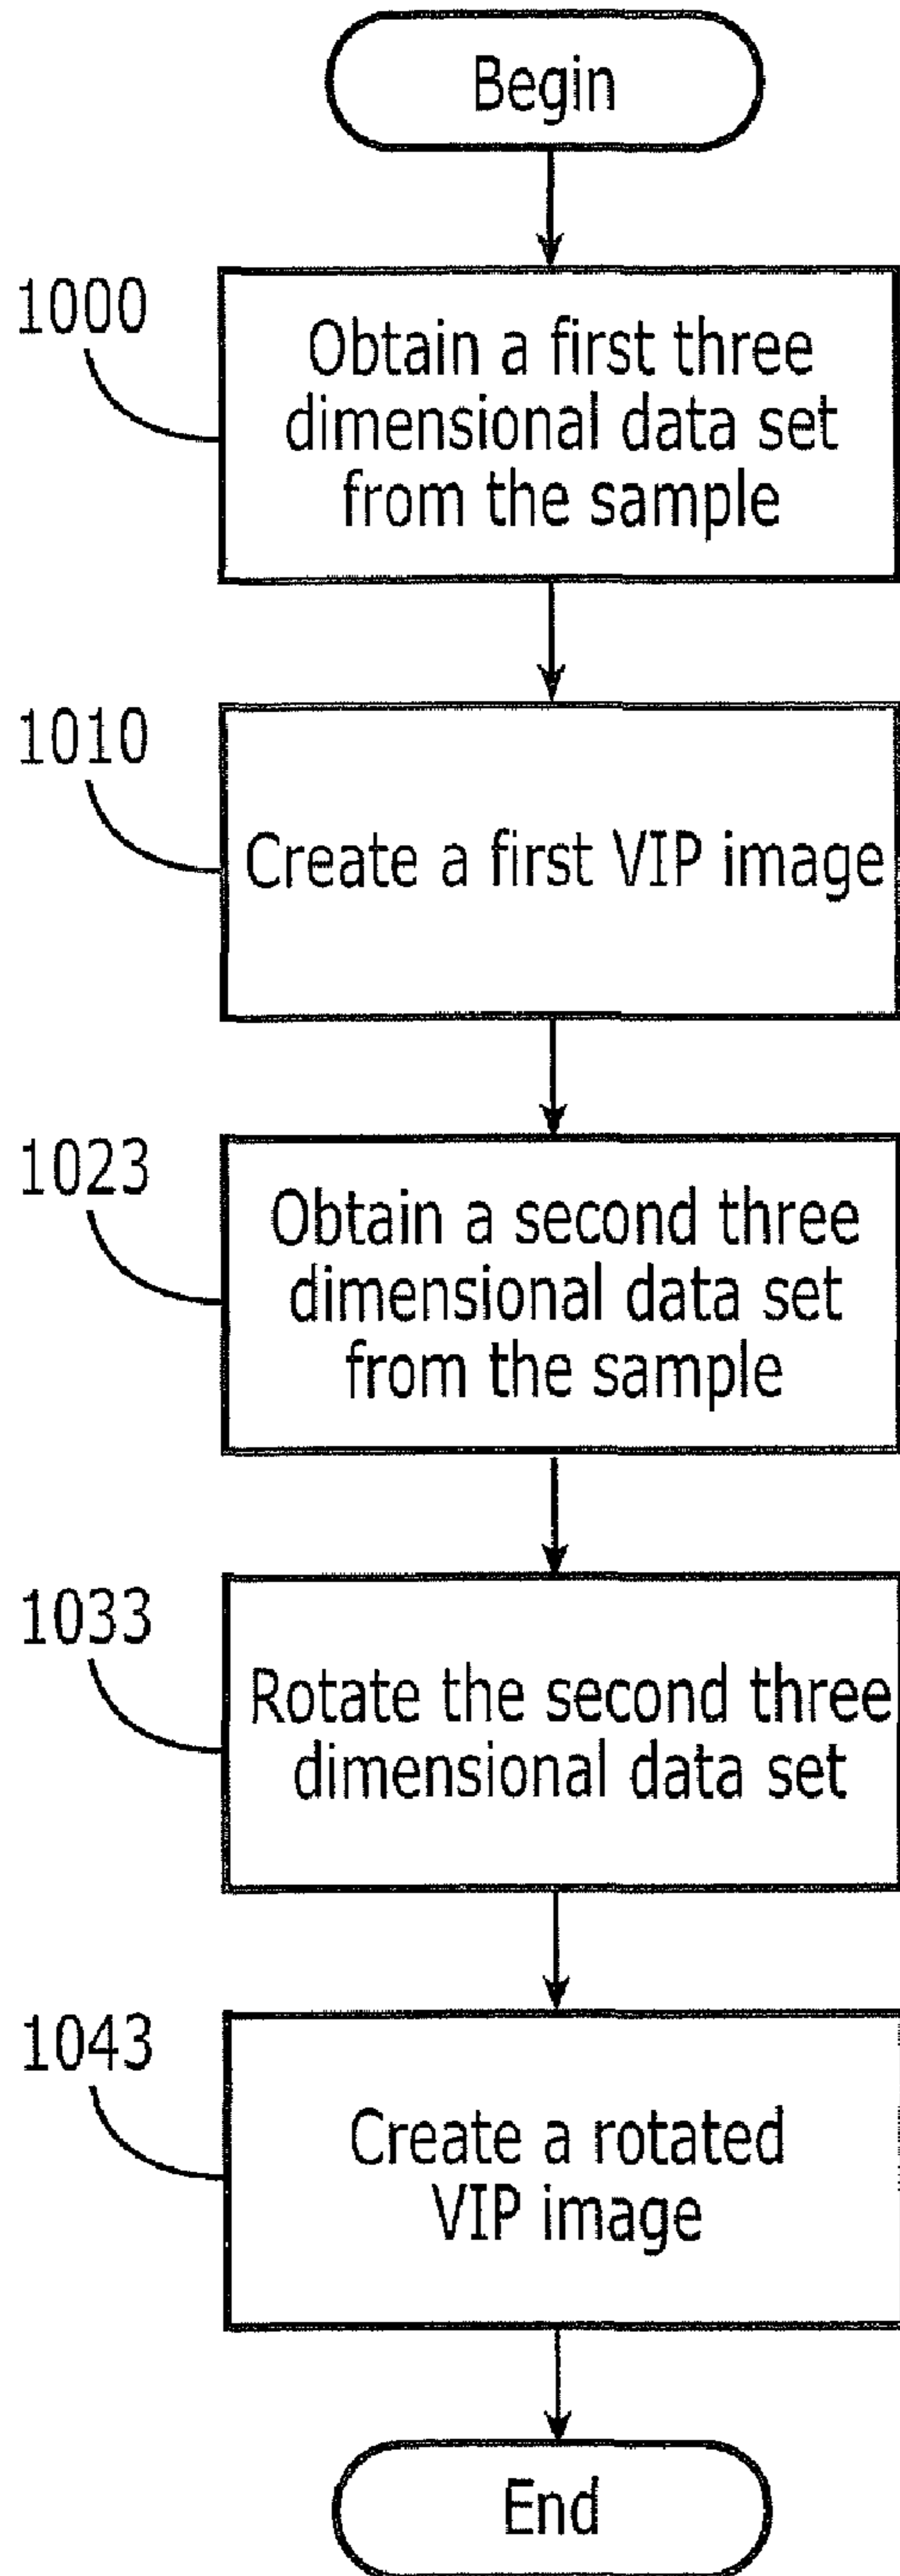 Begin
1000
Obtain a first three
dimensional data set
from the sample
1010
Create a first VIP image
1023
Obtain a second three
dimensional data set
from the sample
1033
Rotate the second three
dimensional data set
1043
Create a rotated
VIP image
End